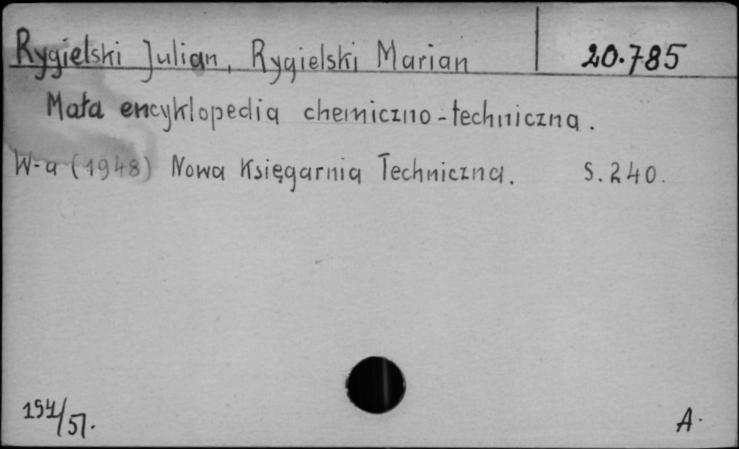 Rygielski Julian, Rygielski Marian 20.785
Mała encyklopedia chemiczno-techniczna.
W-a (1948) Nowa Księgarnia Techniczna. S. 240.
154/51.
A.